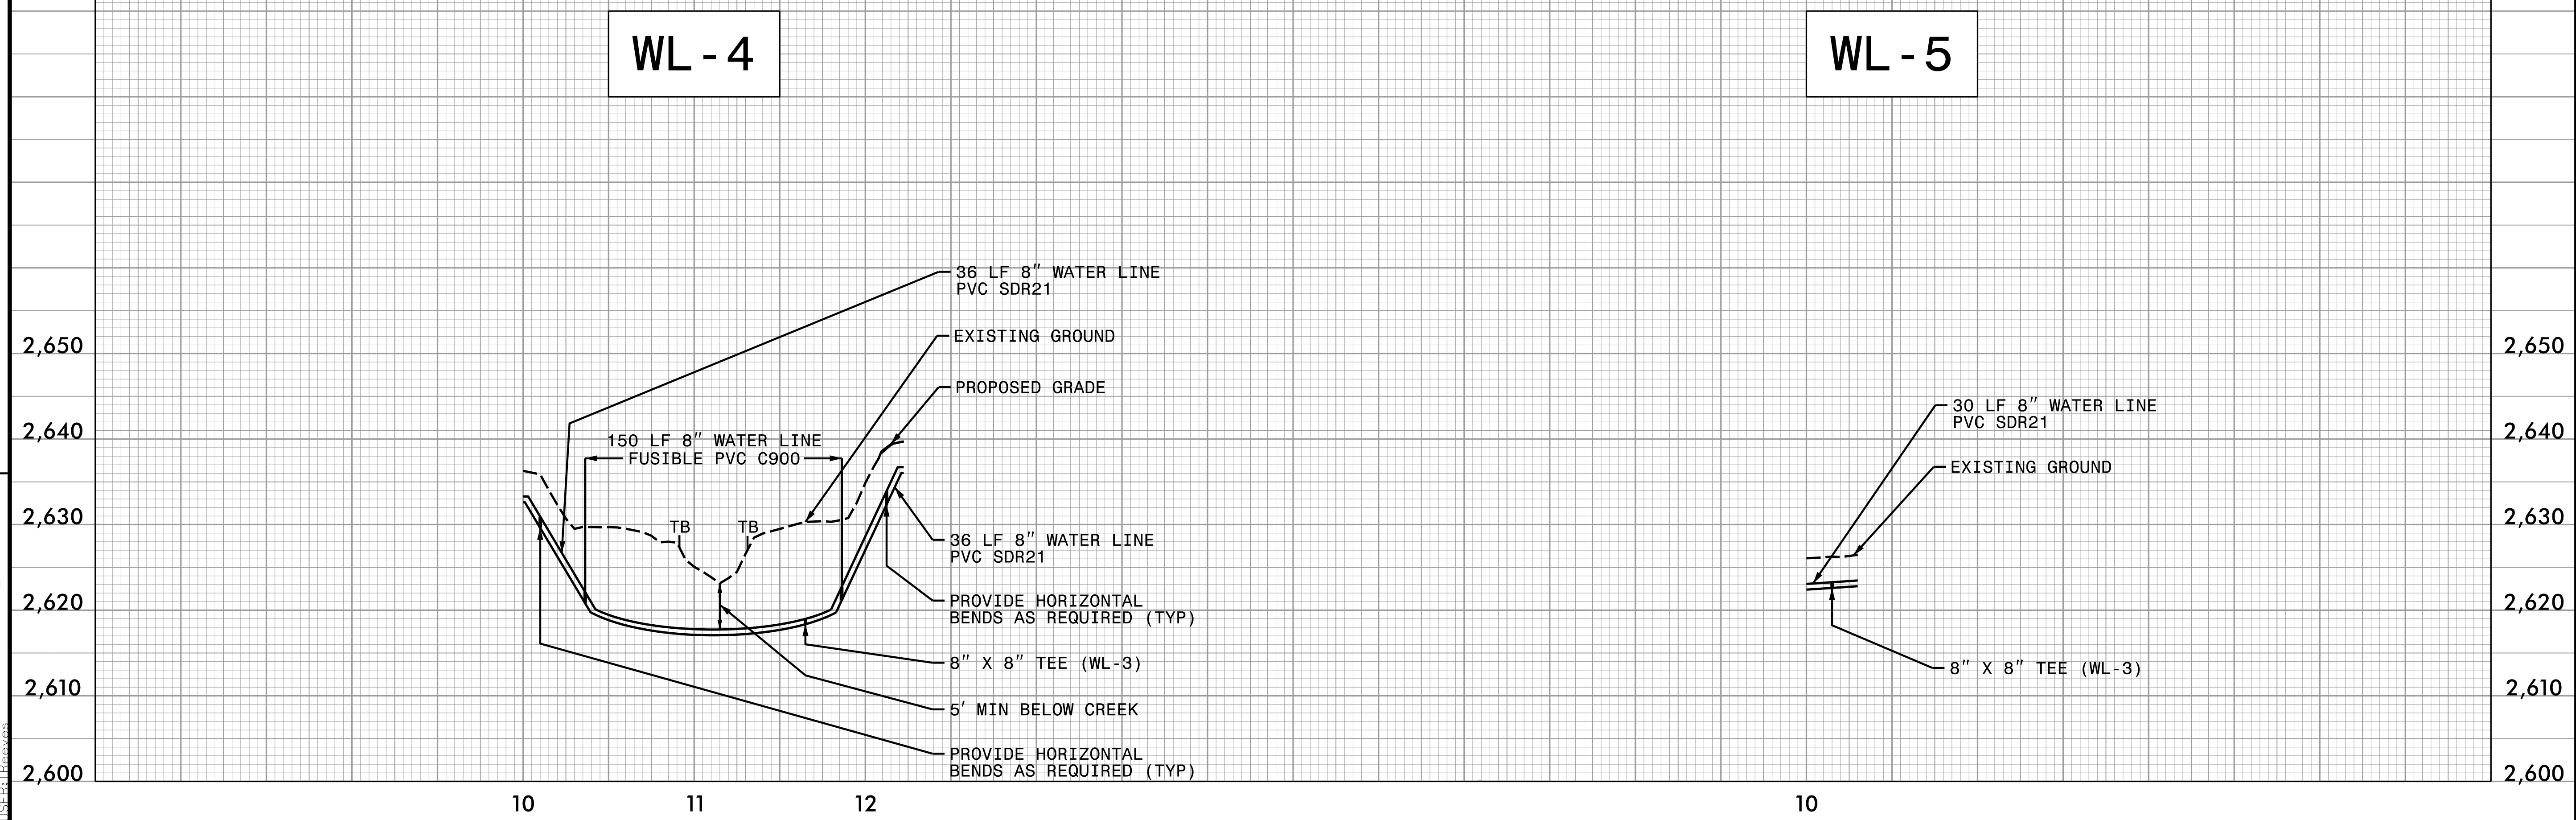 WL-4
WL-5
36 LF 8" WATER LINE
PVC SDR21
EXISTING GROUND
PROPOSED GRADE
150 LF 8" WATER LINE
FUSIBLE PVC C900
TB
TB
36 LF 8" WATER LINE
PVC SDR21
PROVIDE HORIZONTAL
BENDS AS REQUIRED (TYP)
8" X 8" TEE (WL-3)
5' MIN BELOW CREEK
PROVIDE HORIZONTAL
BENDS AS REQUIRED (TYP)
30 LF 8" WATER LINE
PVC SDR21
EXISTING GROUND
8" X 8" TEE (WL-3)
2,650
2,640
2,630
2,620
2,610
2,600
2,650
2,640
2,630
2,620
2,610
2,600
10
11
12
10